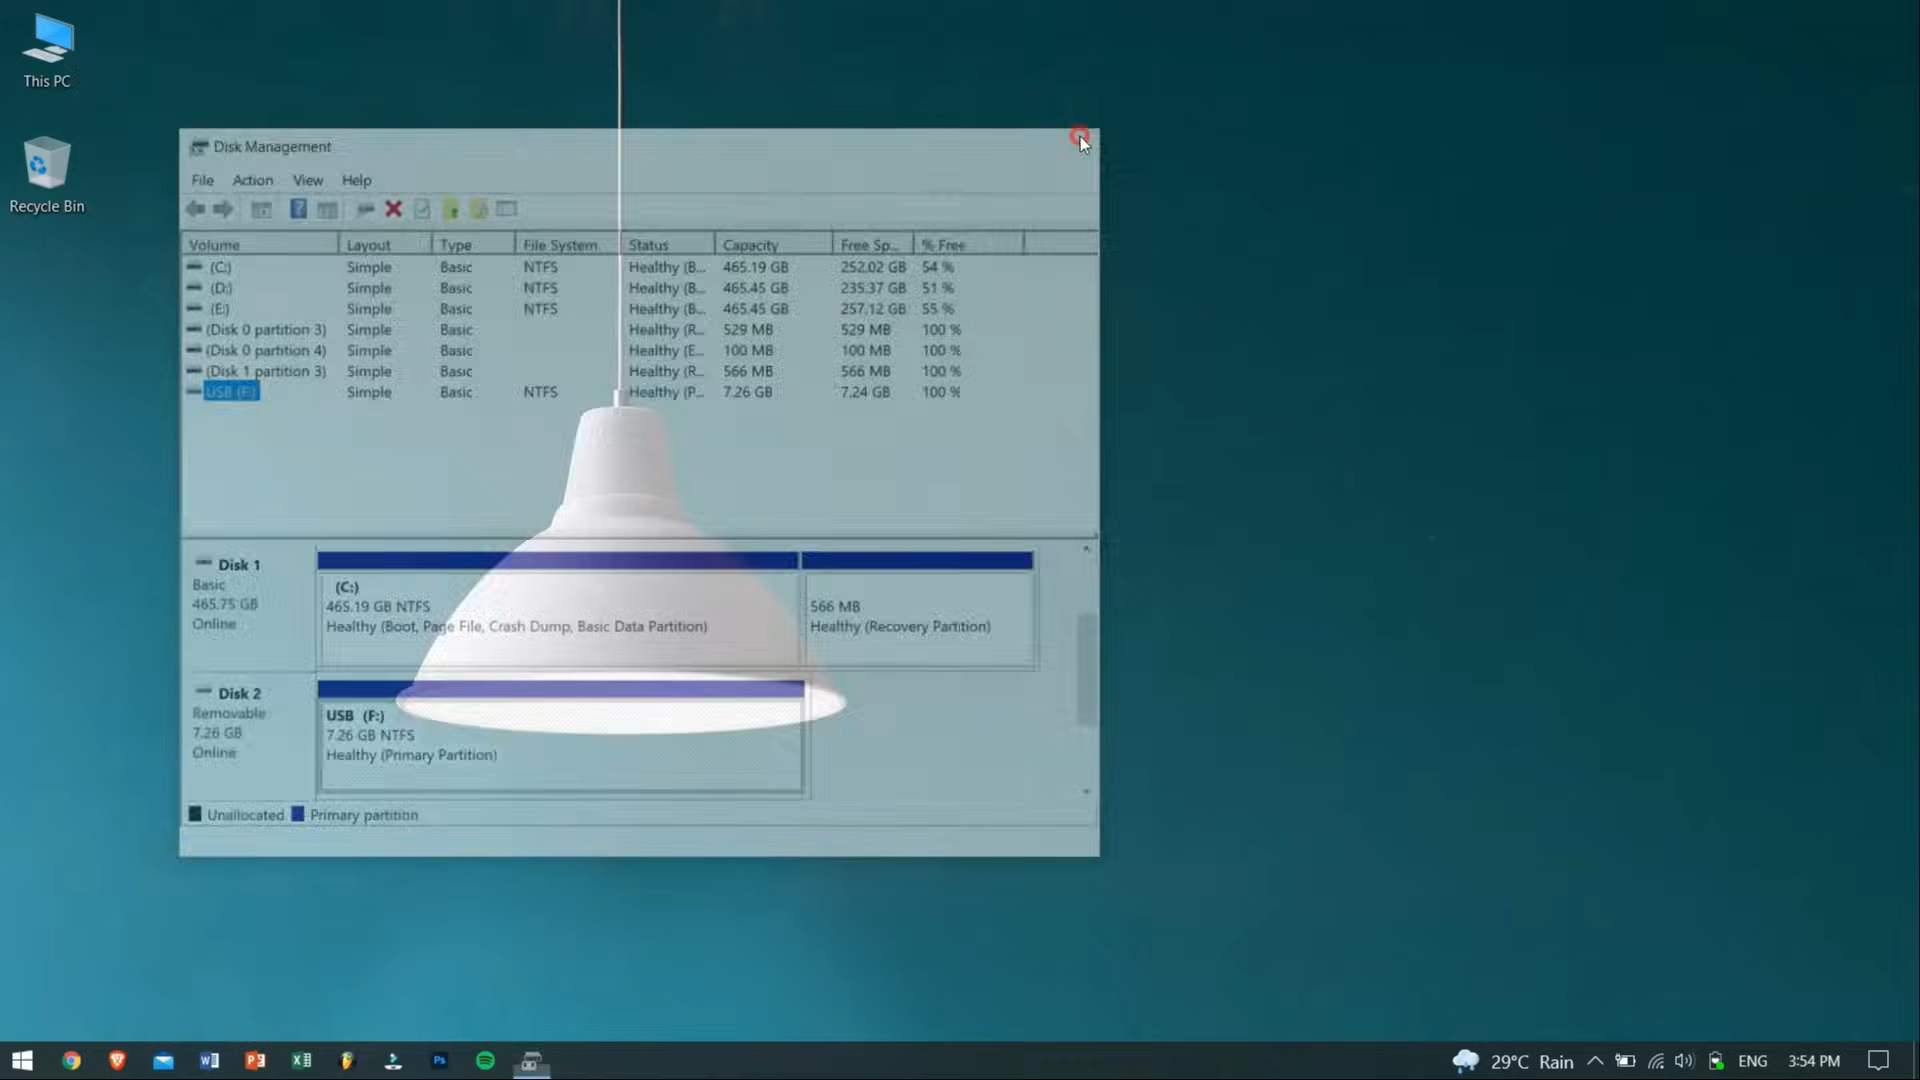 This PC
Recycle Bin
Disk Management
File Action View Help
Volume Layout Type File System Status Capacity Free Sp... % Free
(C:) Simple Basic NTFS Healthy (B... 465.19 GB 252.02 GB 54 %
(D:) Simple Basic NTFS Healthy (B... 465.45 GB 235.37 GB 51 %
(E:) Simple Basic NTFS Healthy (B... 465.45 GB 257.12 GB 55 %
(Disk 0 partition 3) Simple Basic Healthy (R... 529 MB 529 MB 100 %
(Disk 0 partition 4) Simple Basic Healthy (E... 100 MB 100 MB 100 %
(Disk 1 partition 3) Simple Basic Healthy (R... 566 MB 566 MB 100 %
USB (F:) Simple Basic NTFS Healthy (P... 7.26 GB 7.24 GB 100 %
Disk 1
Basic
465.75 GB
Online
(C:)
465.19 GB NTFS
Healthy (Boot, Page File, Crash Dump, Basic Data Partition)
566 MB
Healthy (Recovery Partition)
Disk 2
Removable
7.26 GB
Online
USB (F:)
7.26 GB NTFS
Healthy (Primary Partition)
Unallocated Primary partition
29°C Rain ENG 3:54 PM